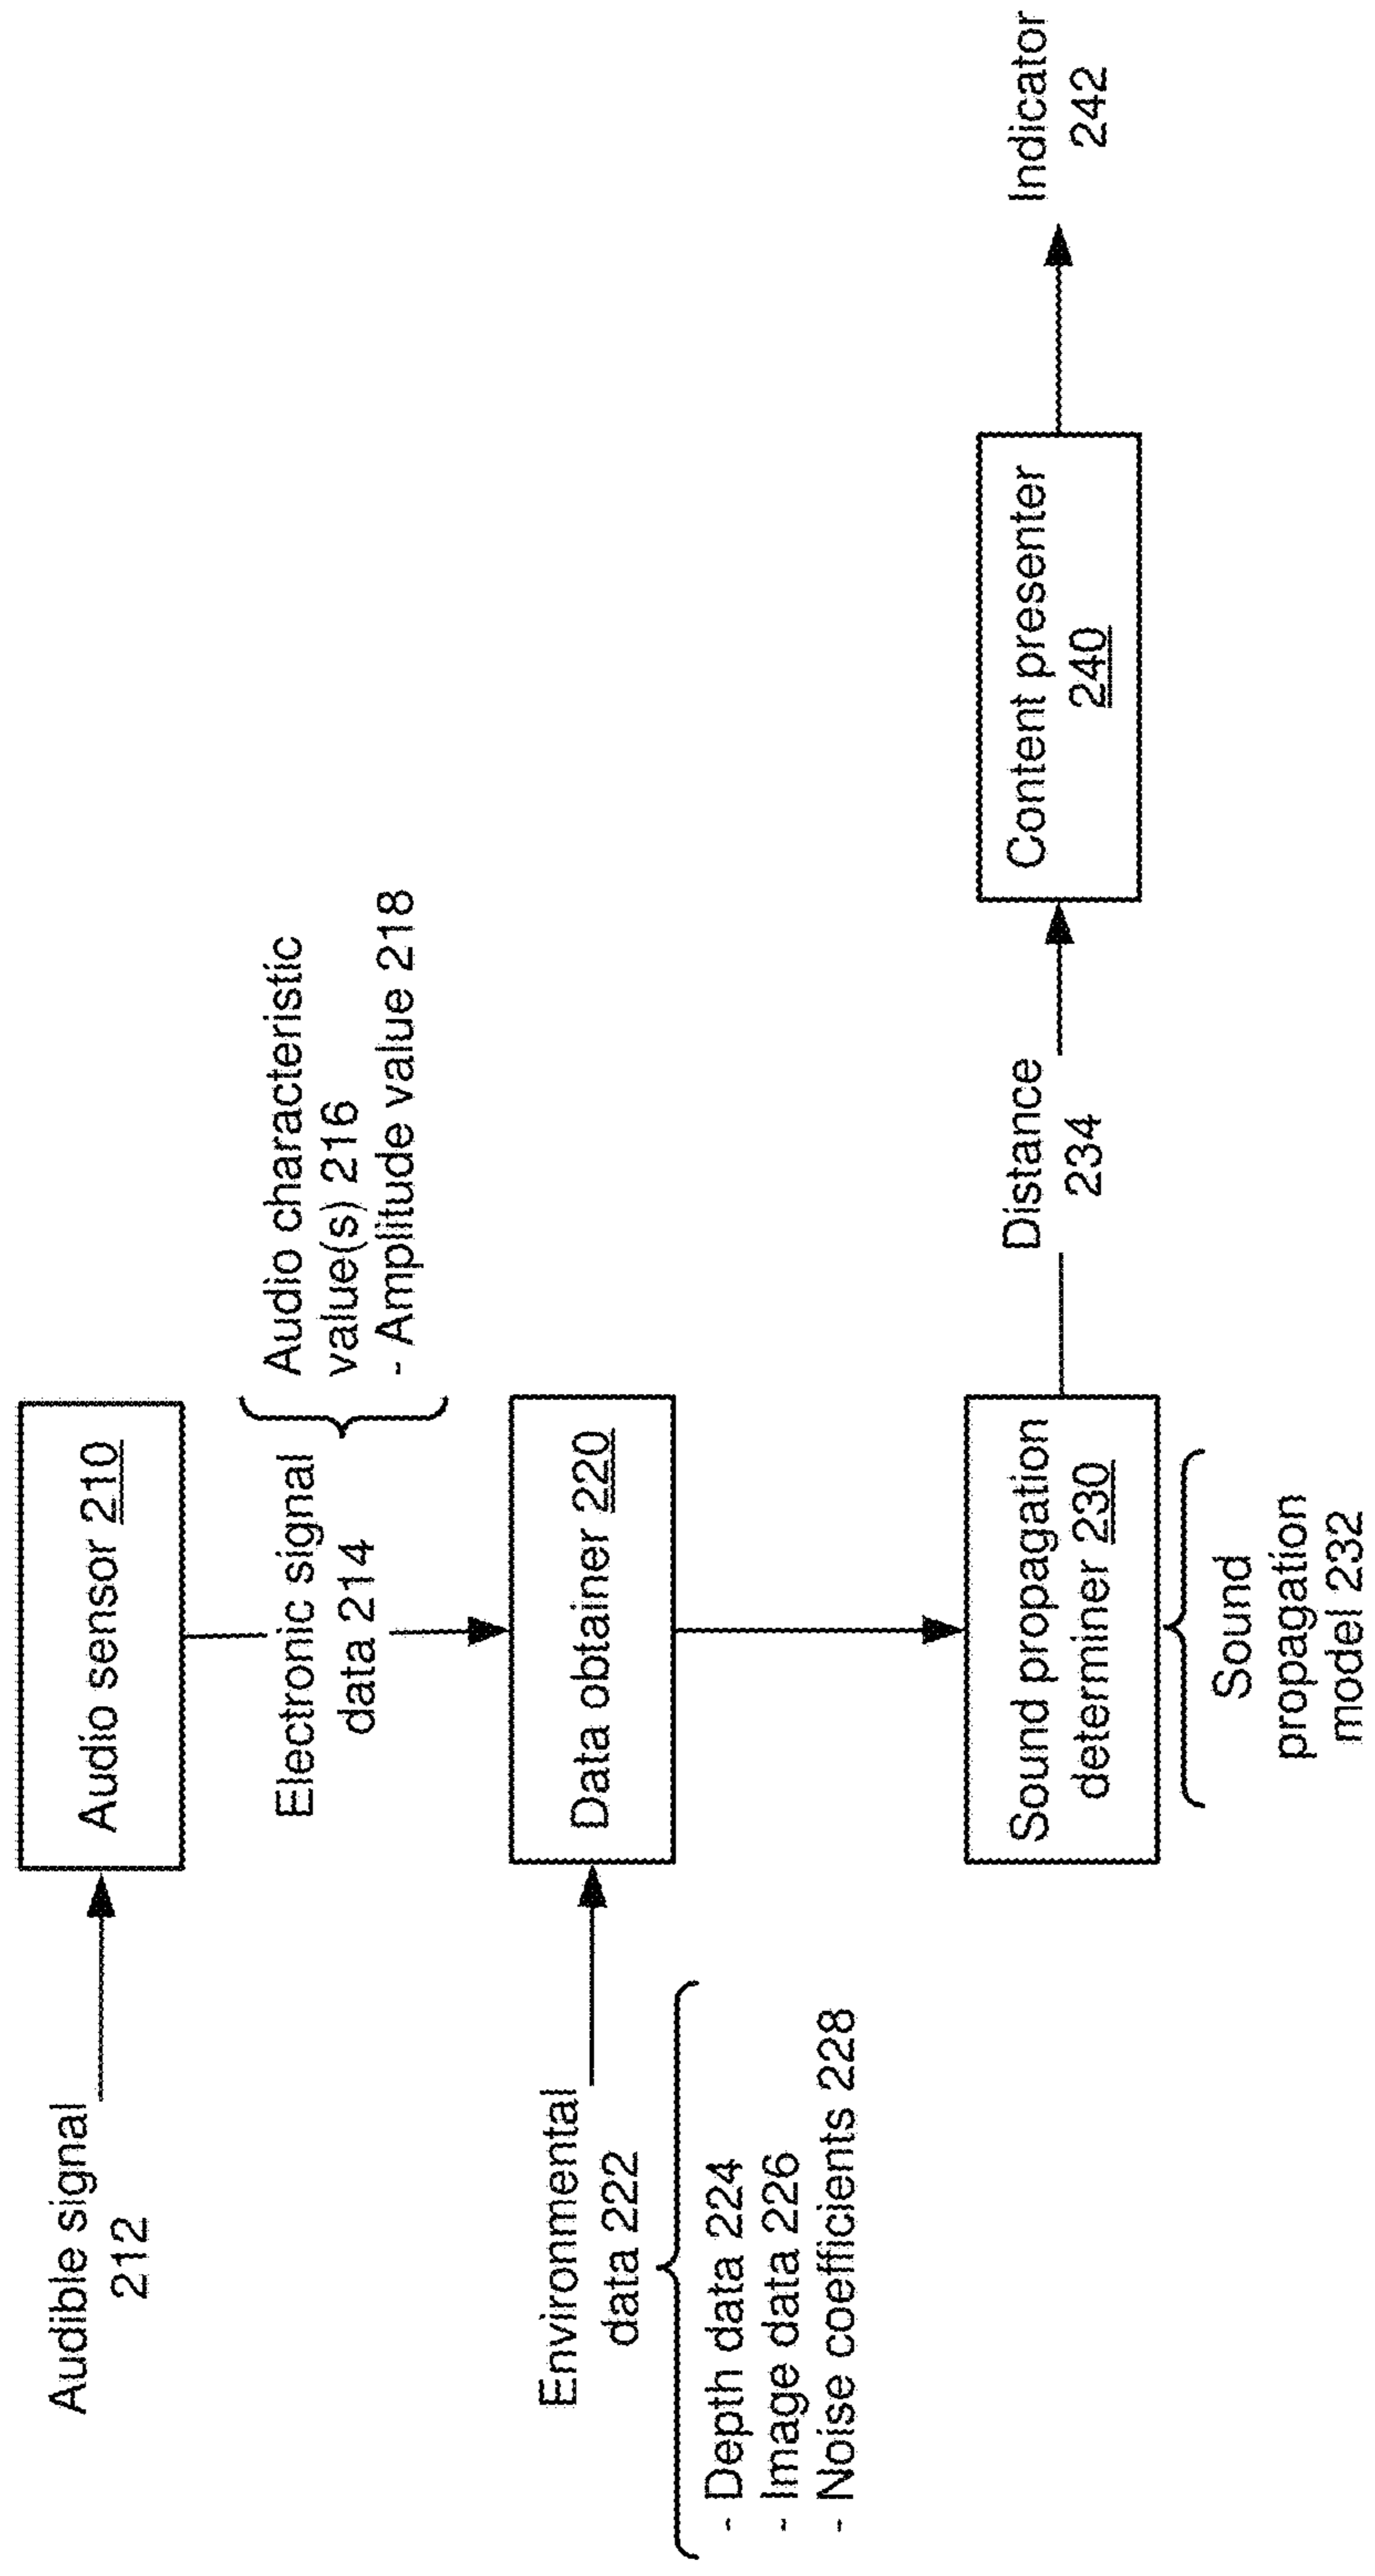 Audible signal
212
Audio sensor 210
Electronic signal
data 214
Audio characteristic
value(s) 216
- Amplitude value 218
Environmental
data 222
- Depth data 224
- Image data 226
- Noise coefficients 228
Data obtainer 220
Sound propagation
determiner 230
Sound
propagation
model 232
Distance
234
Content presenter
240
Indicator
242